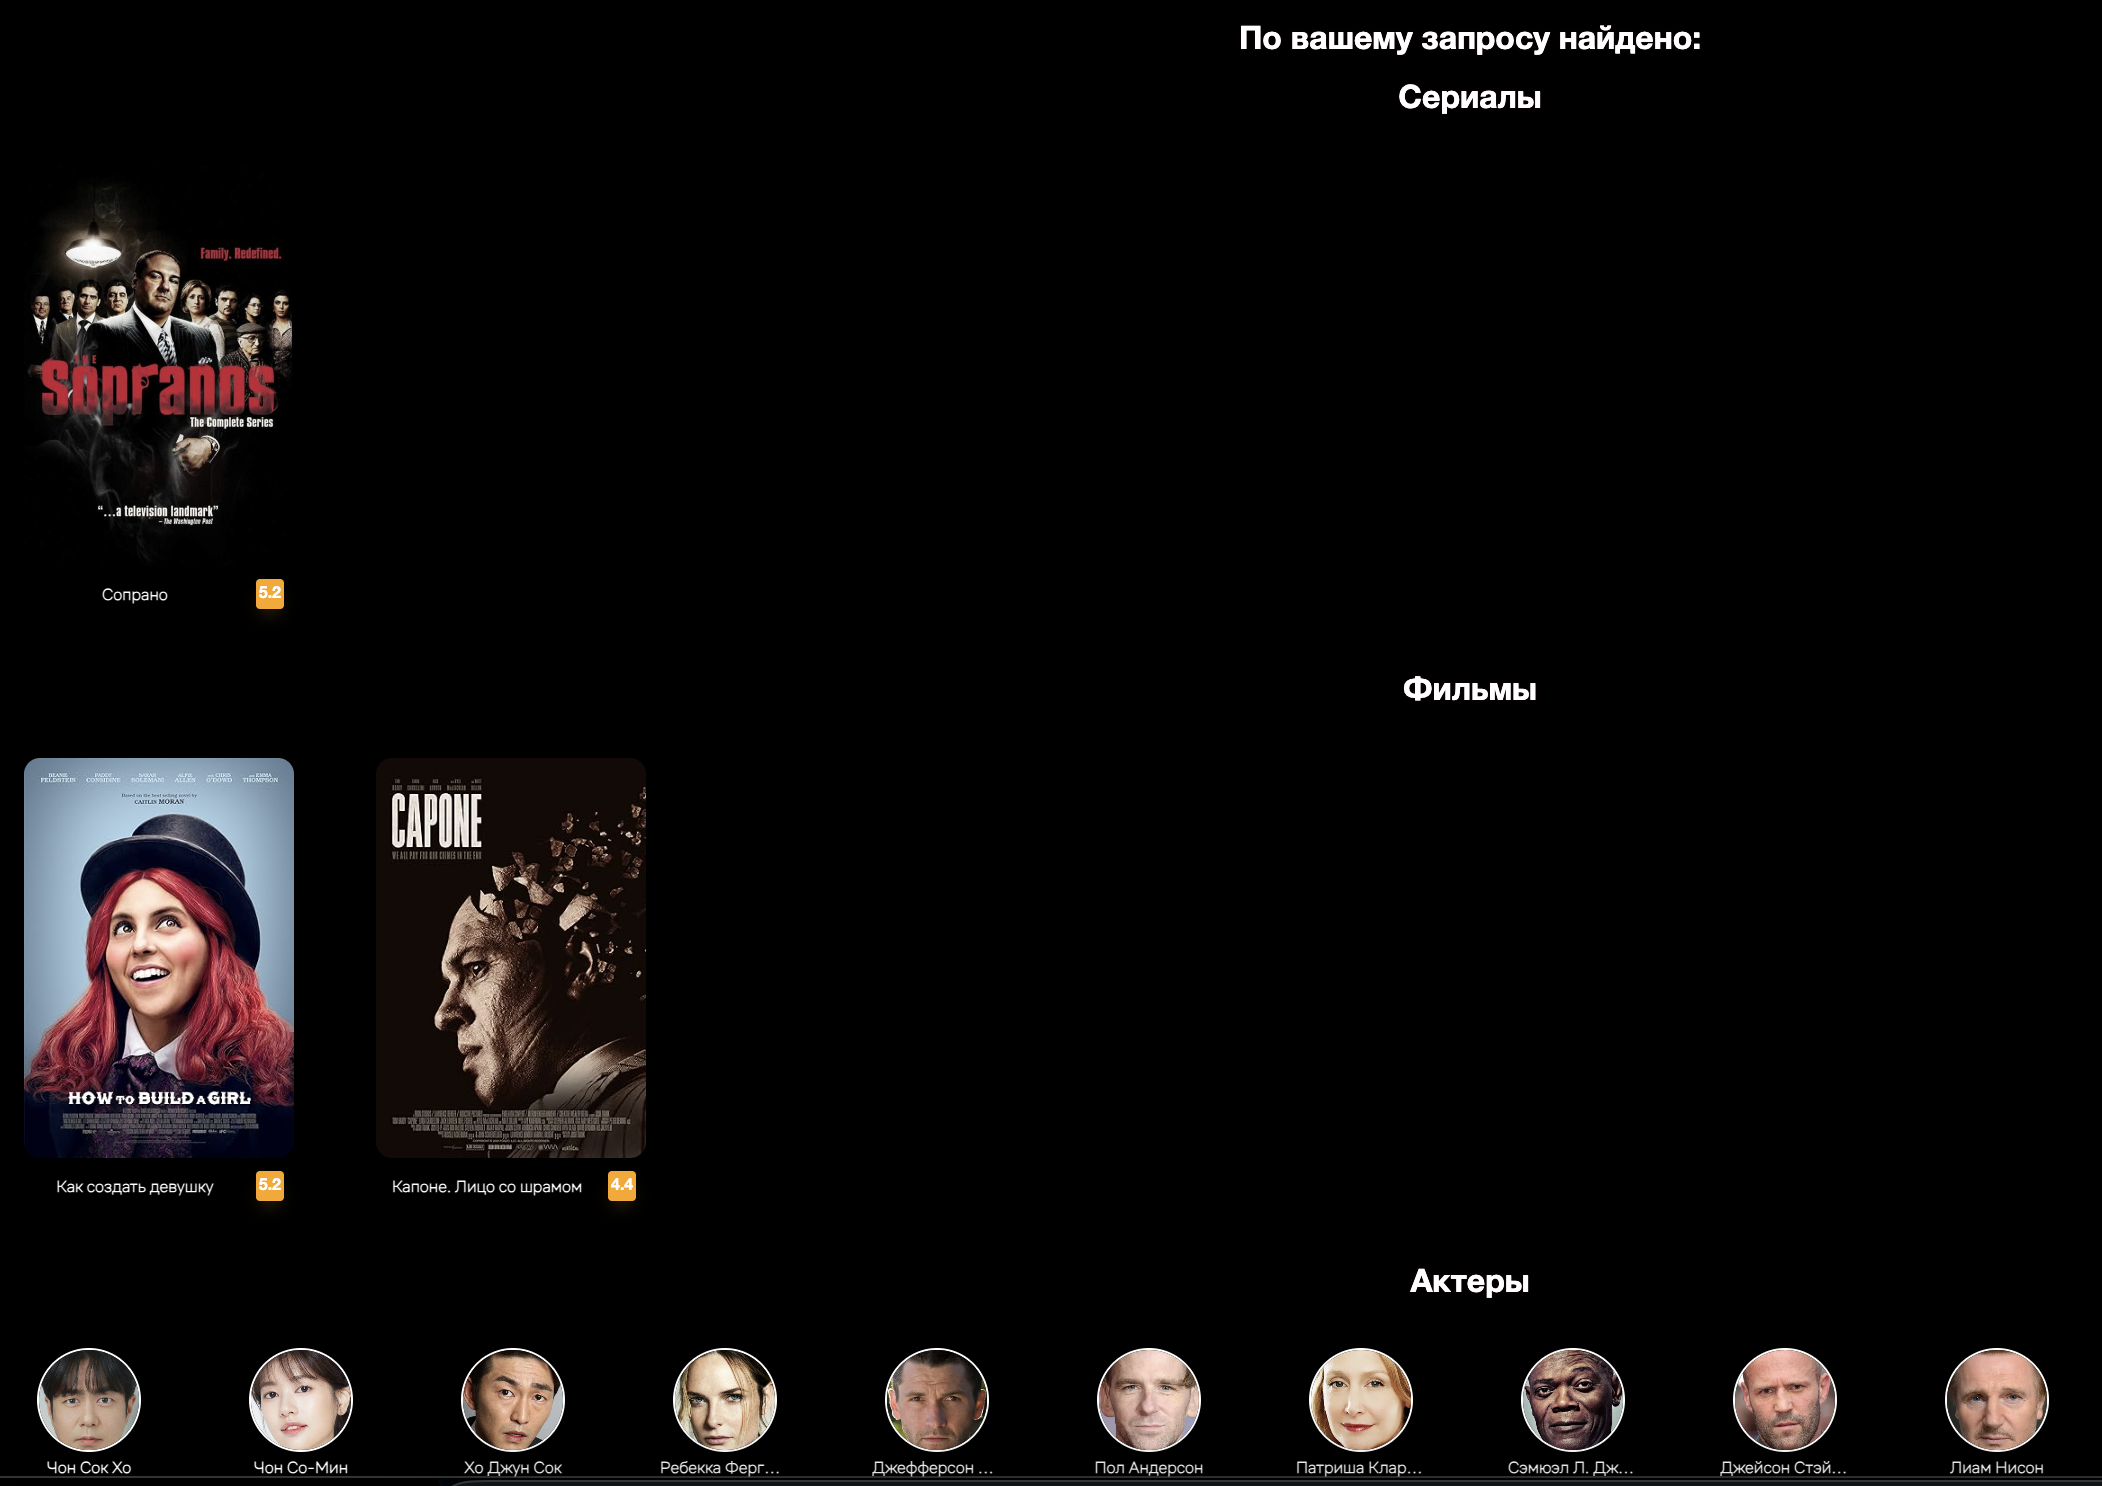 По вашему запросу найдено:
Сериалы
Family. Redefined.
THE
Sopranos
The Complete Series
“...a television landmark”
– The Washington Post
Сопрано
5.2
Фильмы
BEANIE FELDSTEIN PADDY CONSIDINE SARAH SOLEMANI ALFIE ALLEN AND CHRIS O'DOWD AND EMMA THOMPSON
Based on the best selling novel by
CAITLIN MORAN
HOW TO BUILD A GIRL
CAPONE
WE ALL PAY FOR OUR CRIMES IN THE END
Как создать девушку
5.2
Капоне. Лицо со шрамом
4.4
Актеры
Чон Сок Хо
Чон Со-Мин
Хо Джун Сок
Ребекка Ферг...
Джефферсон ...
Пол Андерсон
Патриша Клар...
Сэмюэл Л. Дж...
Джейсон Стэй...
Лиам Нисон